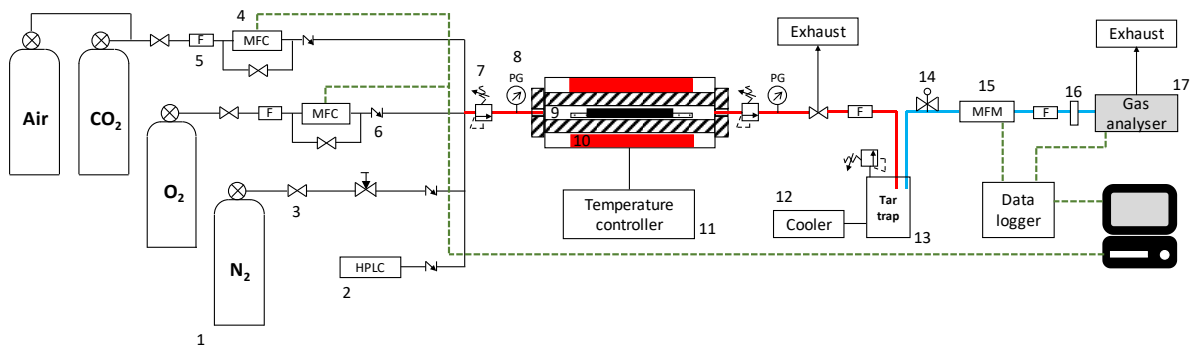 4
Exhaust
Exhaust
F
MFC
5
7
8
PG
PG
14
15
16
17
Air
CO₂
F
MFC
6
9
10
F
MFM
F
Gas
analyser
O₂
3
Temperature
controller
11
12
Cooler
Tar
trap
13
Data
logger
N₂
HPLC
2
1